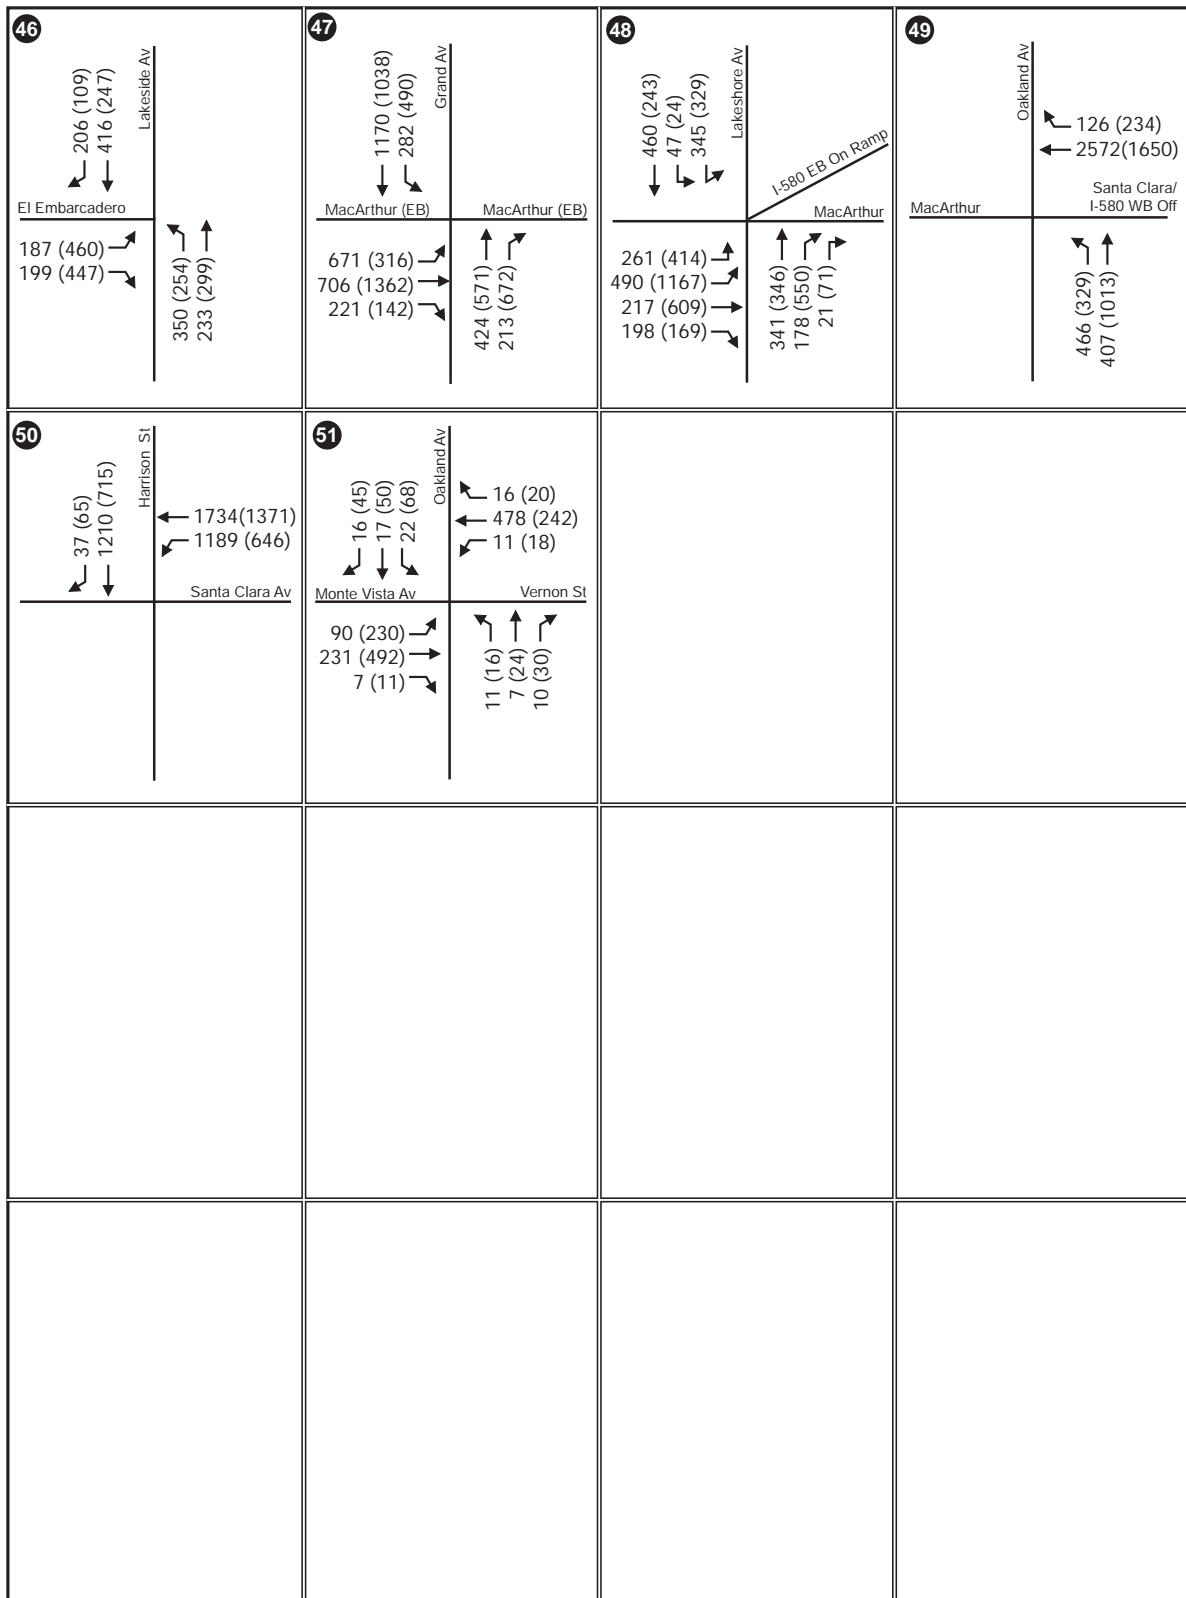 46
Lakeside Av
206 (109)
416 (247)
El Embarcadero
187 (460)
199 (447)
350 (254)
233 (299)
47
Grand Av
1170 (1038)
282 (490)
MacArthur (EB)
MacArthur (EB)
671 (316)
706 (1362)
221 (142)
424 (571)
213 (672)
48
Lakeshore Av
460 (243)
47 (24)
345 (329)
I-580 EB On Ramp
MacArthur
261 (414)
490 (1167)
217 (609)
198 (169)
341 (346)
178 (550)
21 (71)
49
Oakland Av
126 (234)
2572(1650)
Santa Clara/
I-580 WB Off
MacArthur
466 (329)
407 (1013)
50
Harrison St
37 (65)
1210 (715)
1734(1371)
1189 (646)
Santa Clara Av
51
Oakland Av
16 (45)
17 (50)
22 (68)
16 (20)
478 (242)
11 (18)
Monte Vista Av
Vernon St
90 (230)
231 (492)
7 (11)
11 (16)
7 (24)
10 (30)